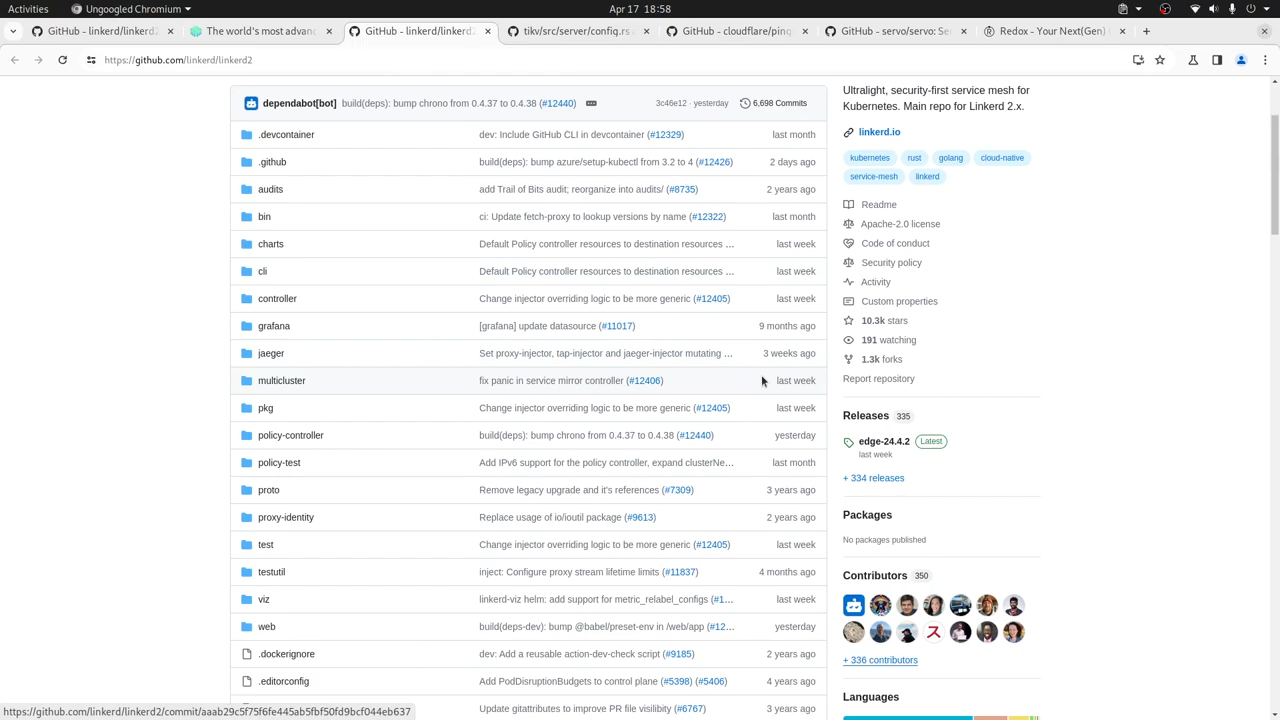 Activities
Ungoogled Chromium
Apr 17 18:58
GitHub - linkerd/linkerd2
The world's most advan
GitHub - linkerd/linkerd2
tikv/src/server/config.rs a
GitHub - cloudflare/ping
GitHub - servo/servo: Se
Redox - Your Next(Gen) O
https://github.com/linkerd/linkerd2
dependabot[bot] build(deps): bump chrono from 0.4.37 to 0.4.38 (#12440) 3c46e12 · yesterday 6,698 Commits
.devcontainer dev: Include GitHub CLI in devcontainer (#12329) last month
.github build(deps): bump azure/setup-kubectl from 3.2 to 4 (#12426) 2 days ago
audits add Trail of Bits audit; reorganize into audits/ (#8735) 2 years ago
bin ci: Update fetch-proxy to lookup versions by name (#12322) last month
charts Default Policy controller resources to destination resources … last week
cli Default Policy controller resources to destination resources … last week
controller Change injector overriding logic to be more generic (#12405) last week
grafana [grafana] update datasource (#11017) 9 months ago
jaeger Set proxy-injector, tap-injector and jaeger-injector mutating … 3 weeks ago
multicluster fix panic in service mirror controller (#12406) last week
pkg Change injector overriding logic to be more generic (#12405) last week
policy-controller build(deps): bump chrono from 0.4.37 to 0.4.38 (#12440) yesterday
policy-test Add IPv6 support for the policy controller, expand clusterNe… last month
proto Remove legacy upgrade and it's references (#7309) 3 years ago
proxy-identity Replace usage of io/ioutil package (#9613) 2 years ago
test Change injector overriding logic to be more generic (#12405) last week
testutil inject: Configure proxy stream lifetime limits (#11837) 4 months ago
viz linkerd-viz helm: add support for metric_relabel_configs (#1… last week
web build(deps-dev): bump @babel/preset-env in /web/app (#12… yesterday
.dockerignore dev: Add a reusable action-dev-check script (#9185) 2 years ago
.editorconfig Add PodDisruptionBudgets to control plane (#5398) (#5406) 4 years ago
Update gitattributes to improve PR file visilibity (#6767) 3 years ago
https://github.com/linkerd/linkerd2/commit/aaab29c5f75f6fe445ab5fbf50fd9bcf044eb637
Ultralight, security-first service mesh for
Kubernetes. Main repo for Linkerd 2.x.
linkerd.io
kubernetes rust golang cloud-native
service-mesh linkerd
Readme
Apache-2.0 license
Code of conduct
Security policy
Activity
Custom properties
10.3k stars
191 watching
1.3k forks
Report repository
Releases 335
edge-24.4.2 Latest
last week
+ 334 releases
Packages
No packages published
Contributors 350
ス
+ 336 contributors
Languages